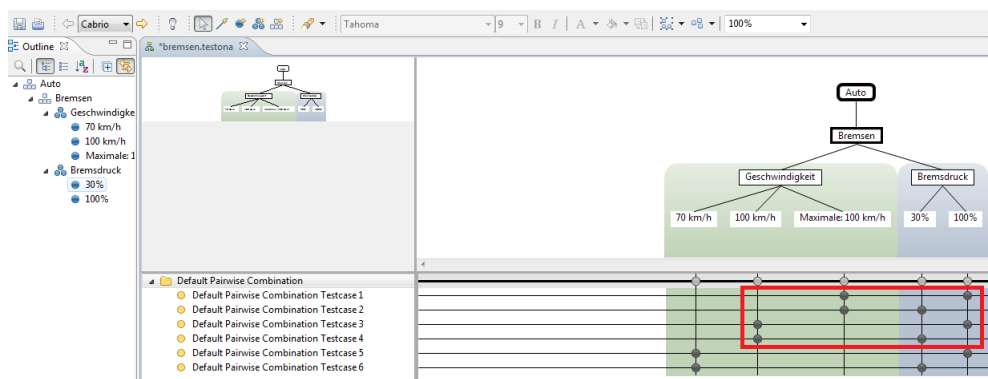 Cabrio
Tahoma
9
B I A
100%
Outline
*bremsen.testona
Auto
Bremsen
Geschwindigke
70 km/h
100 km/h
Maximale: 1
Bremsdruck
30%
100%
Auto
Bremsen
Geschwindigkeit Bremsdruck
70 km/h 100 km/h Maximale: 100 km/h 30% 100%
Default Pairwise Combination
Default Pairwise Combination Testcase 1
Default Pairwise Combination Testcase 2
Default Pairwise Combination Testcase 3
Default Pairwise Combination Testcase 4
Default Pairwise Combination Testcase 5
Default Pairwise Combination Testcase 6